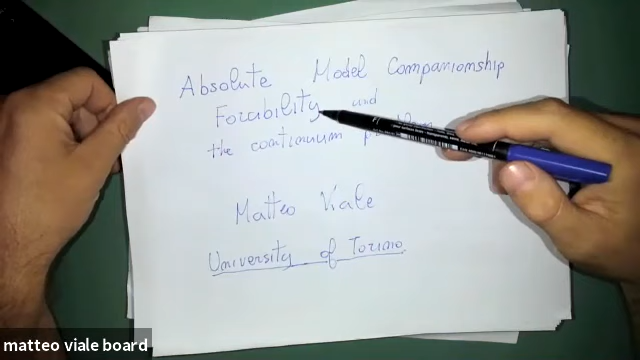 Absolute Model Companionship
Forcibility and
the continuum
Matteo Viale
University of Torino
matteo viale board